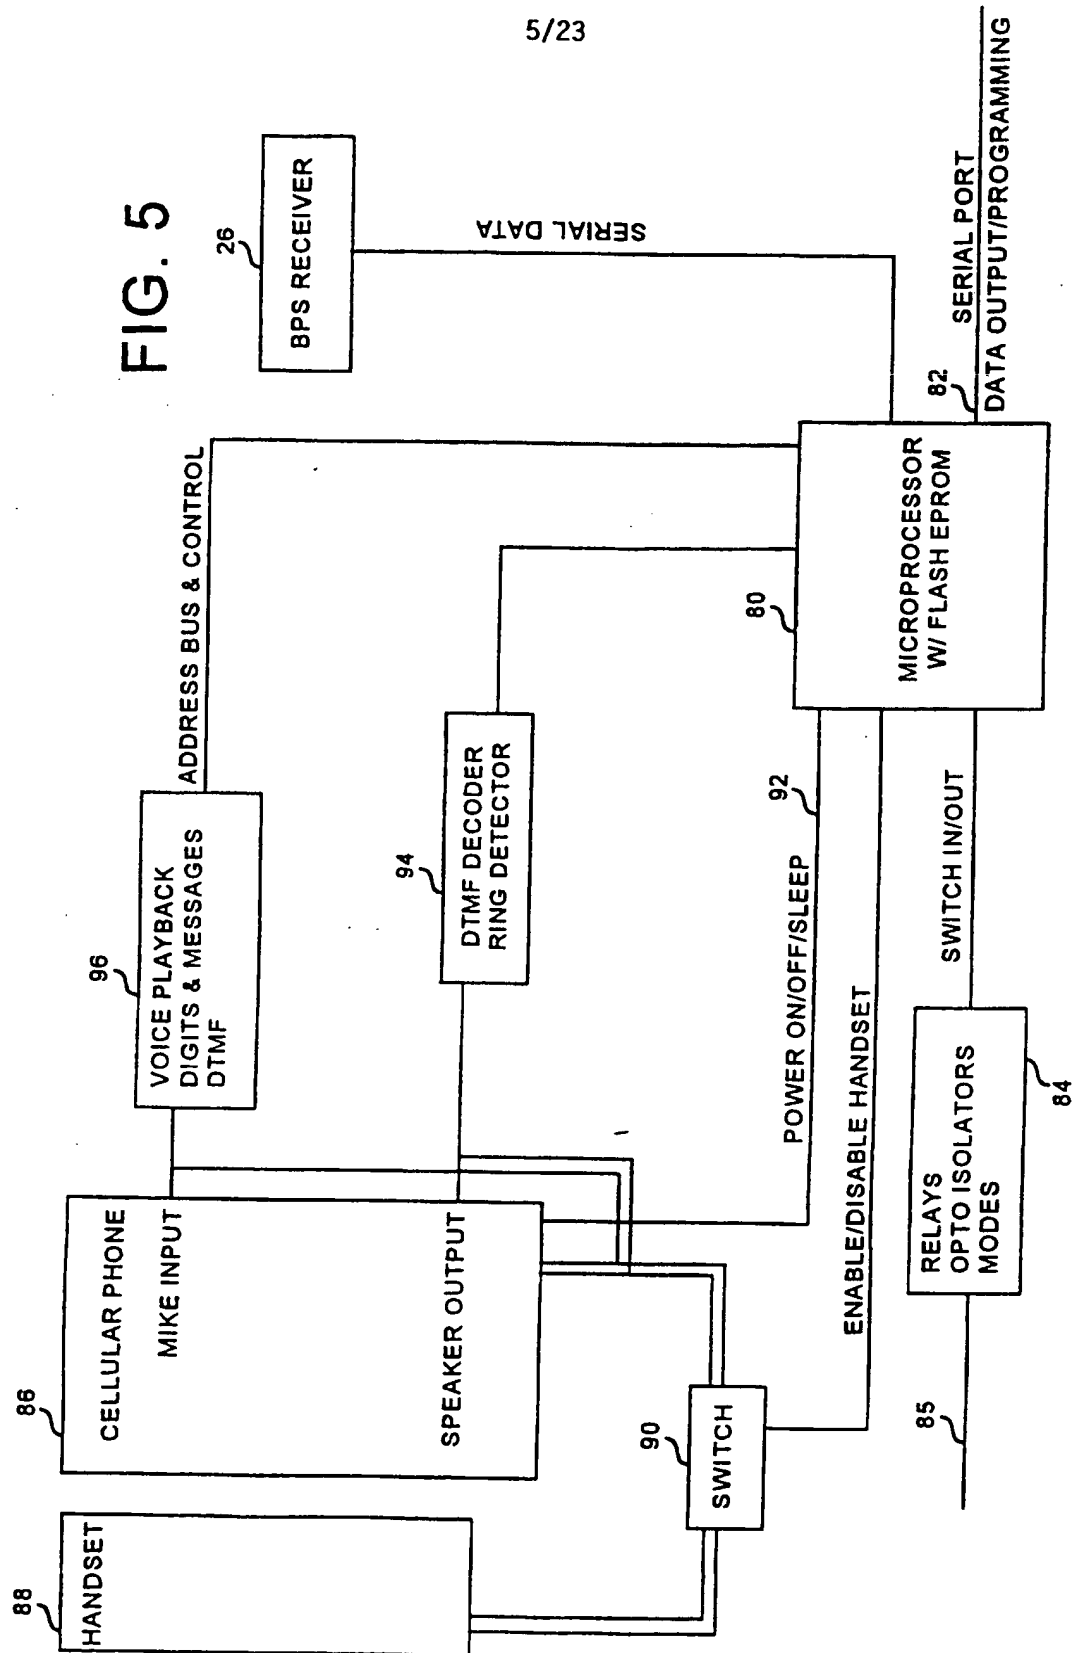 5/23
FIG. 5
88
HANDSET
86
CELLULAR PHONE
MIKE INPUT
SPEAKER OUTPUT
96
VOICE PLAYBACK
DIGITS & MESSAGES
DTMF
ADDRESS BUS & CONTROL
26
BPS RECEIVER
SERIAL DATA
94
DTMF DECODER
RING DETECTOR
90
SWITCH
POWER ON/OFF/SLEEP
92
ENABLE/DISABLE HANDSET
80
MICROPROCESSOR
W/ FLASH EPROM
82
SERIAL PORT
DATA OUTPUT/PROGRAMMING
85
RELAYS
OPTO ISOLATORS
MODES
84
SWITCH IN/OUT